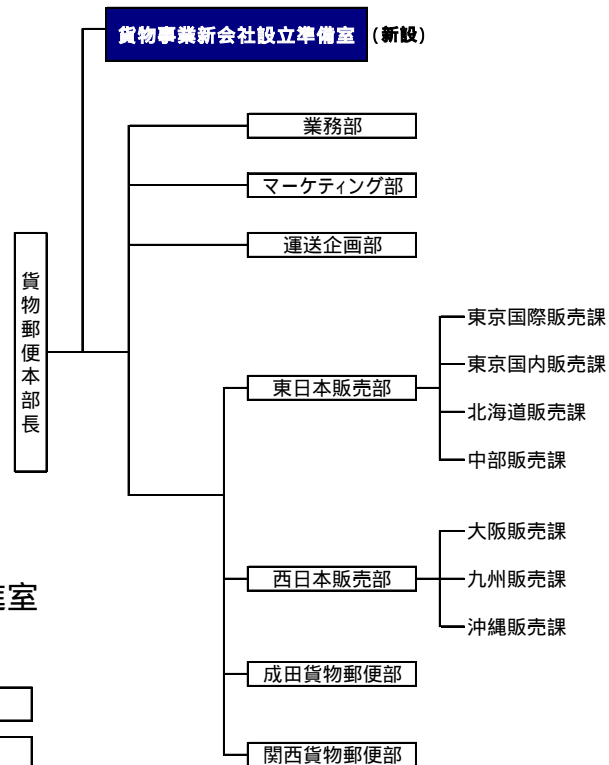 貨物事業新会社設立準備室 (新設)
業務部
マーケティング部
運送企画部
貨物郵便本部長
東日本販売部
東京国際販売課
東京国内販売課
北海道販売課
中部販売課
西日本販売部
大阪販売課
九州販売課
沖縄販売課
室
成田貨物郵便部
関西貨物郵便部